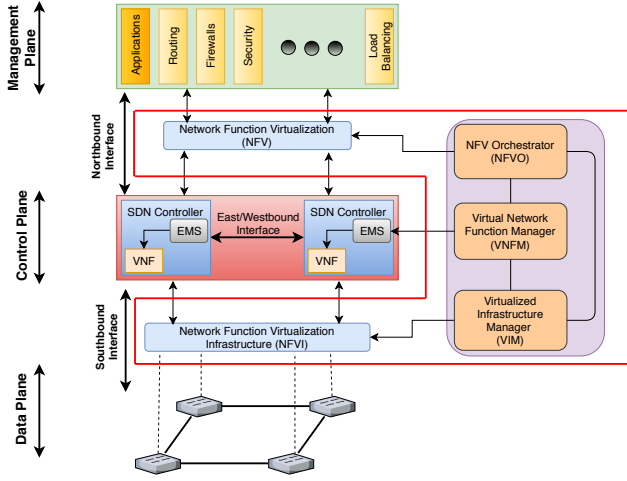 Management
Plane
Applications
Routing
Firewalls
Security
Load
Balancing
Northbound
Interface
Network Function Virtualization
(NFV)
NFV Orchestrator
(NFVO)
Control Plane
SDN Controller
EMS
VNF
East/Westbound
Interface
SDN Controller
EMS
VNF
Virtual Network
Function Manager
(VNFM)
Southbound
Interface
Network Function Virtualization
Infrastructure (NFVI)
Virtualized
Infrastructure
Manager
(VIM)
Data Plane